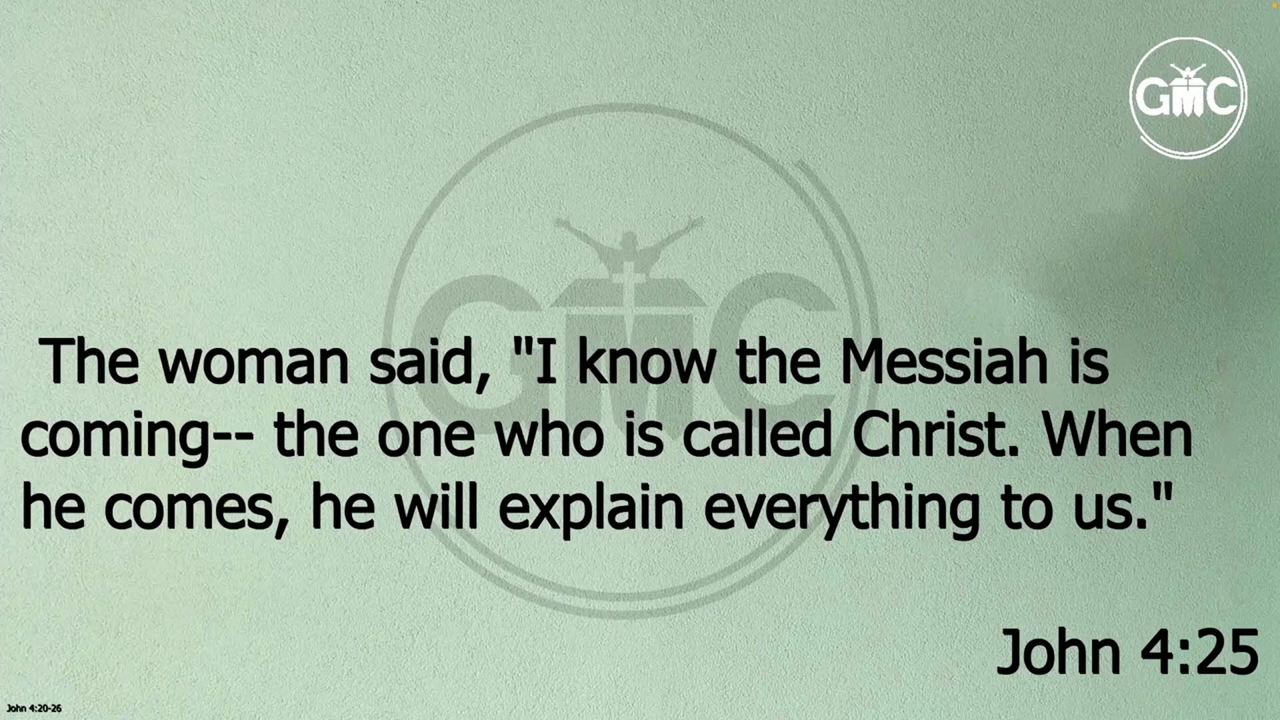 GMC
GMC
The woman said, "I know the Messiah is
coming-- the one who is called Christ. When
he comes, he will explain everything to us."
John 4:25
John 4:20-26